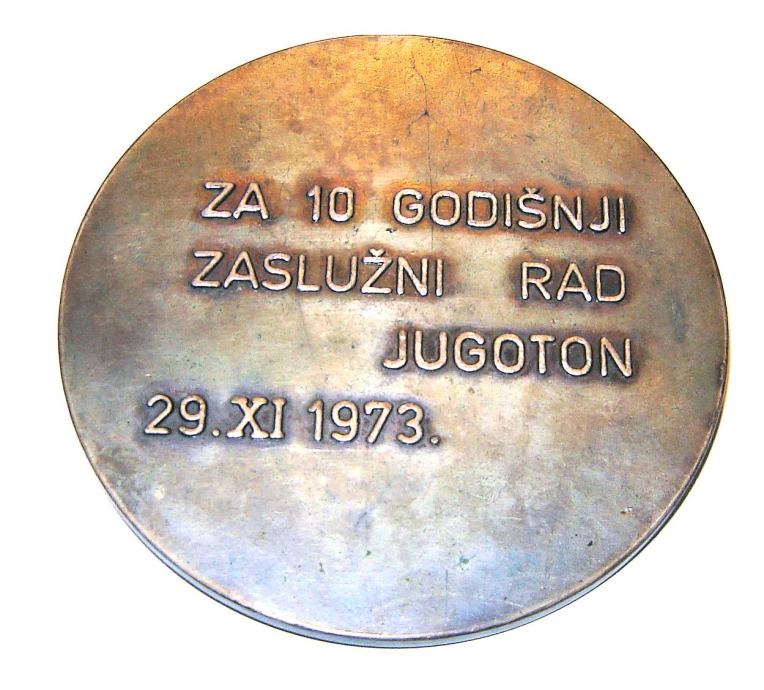 ZA 10 GODIŠNJI
ZASLUŽNI RAD
JUGOTON
29.XI 1973.